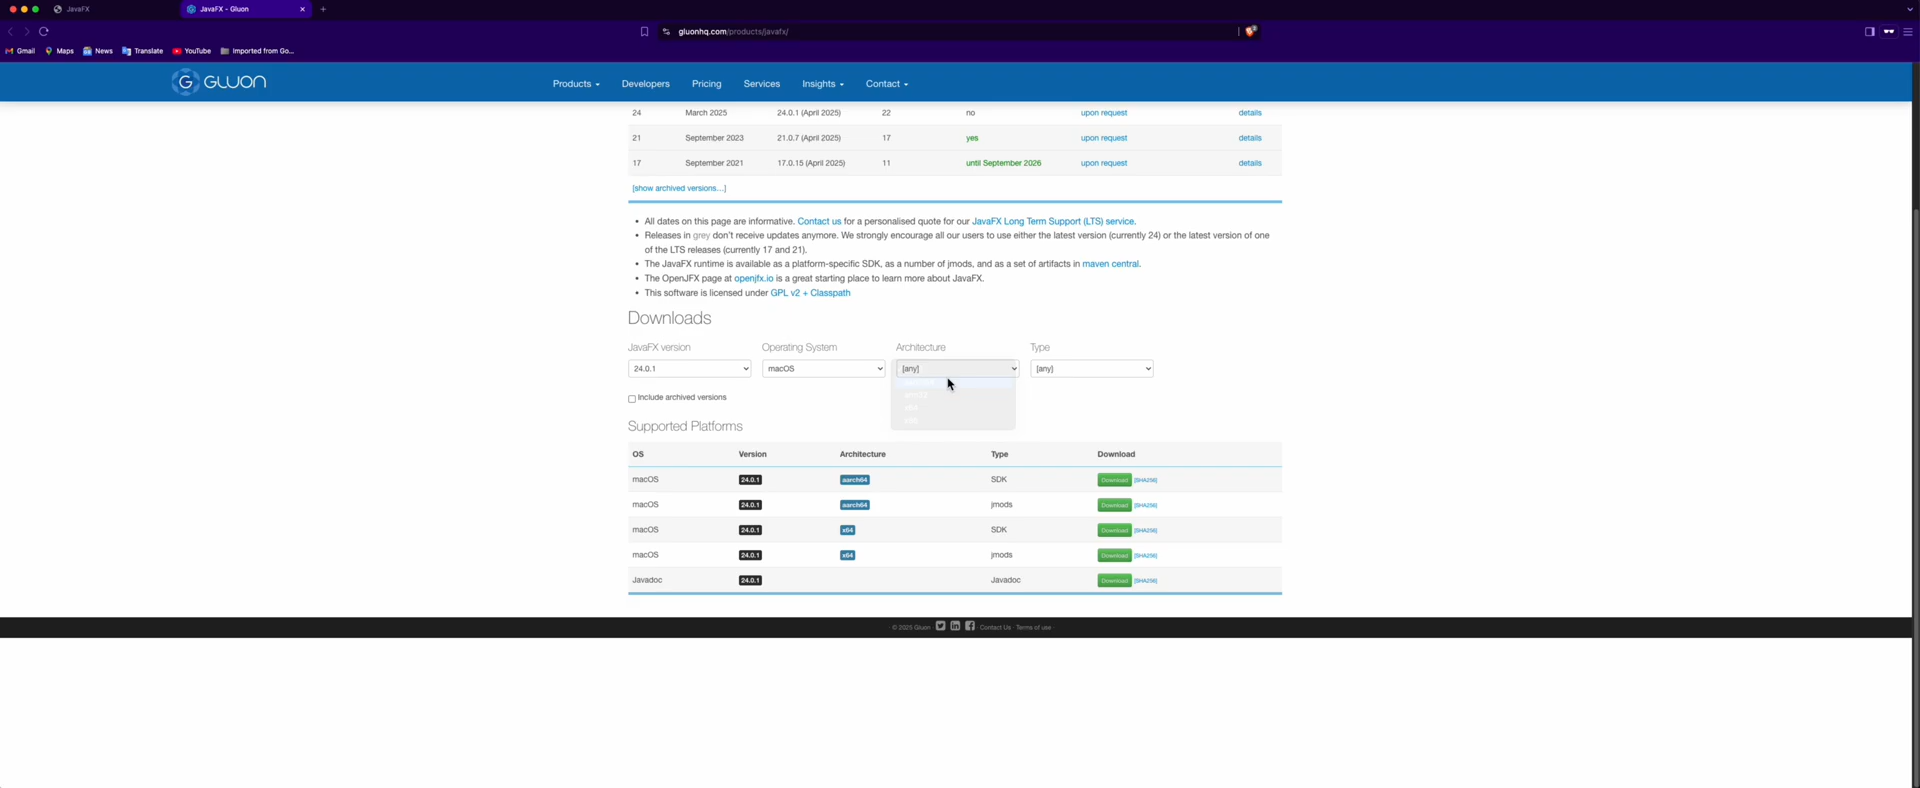 JavaFX
JavaFX - Gluon
gluonhq.com/products/javafx/
Gmail Maps News Translate YouTube Imported from Go...
GLUON Products Developers Pricing Services Insights Contact
24 March 2025 24.0.1 (April 2025) 22 no upon request details
21 September 2023 21.0.7 (April 2025) 17 yes upon request details
17 September 2021 17.0.15 (April 2025) 11 until September 2026 upon request details
[show archived versions...]
• All dates on this page are informative. Contact us for a personalised quote for our JavaFX Long Term Support (LTS) service.
• Releases in grey don't receive updates anymore. We strongly encourage all our users to use either the latest version (currently 24) or the latest version of one
of the LTS releases (currently 17 and 21).
• The JavaFX runtime is available as a platform-specific SDK, as a number of jmods, and as a set of artifacts in maven central.
• The OpenJFX page at openjfx.io is a great starting place to learn more about JavaFX.
• This software is licensed under GPL v2 + Classpath
Downloads
JavaFX version Operating System Architecture Type
24.0.1 macOS [any] [any]
Include archived versions
Supported Platforms
OS Version Architecture Type Download
macOS 24.0.1 aarch64 SDK Download [SHA256]
macOS 24.0.1 aarch64 jmods Download [SHA256]
macOS 24.0.1 x64 SDK Download [SHA256]
macOS 24.0.1 x64 jmods Download [SHA256]
Javadoc 24.0.1 Javadoc Download [SHA256]
© 2025 Gluon · Contact Us · Terms of use ·